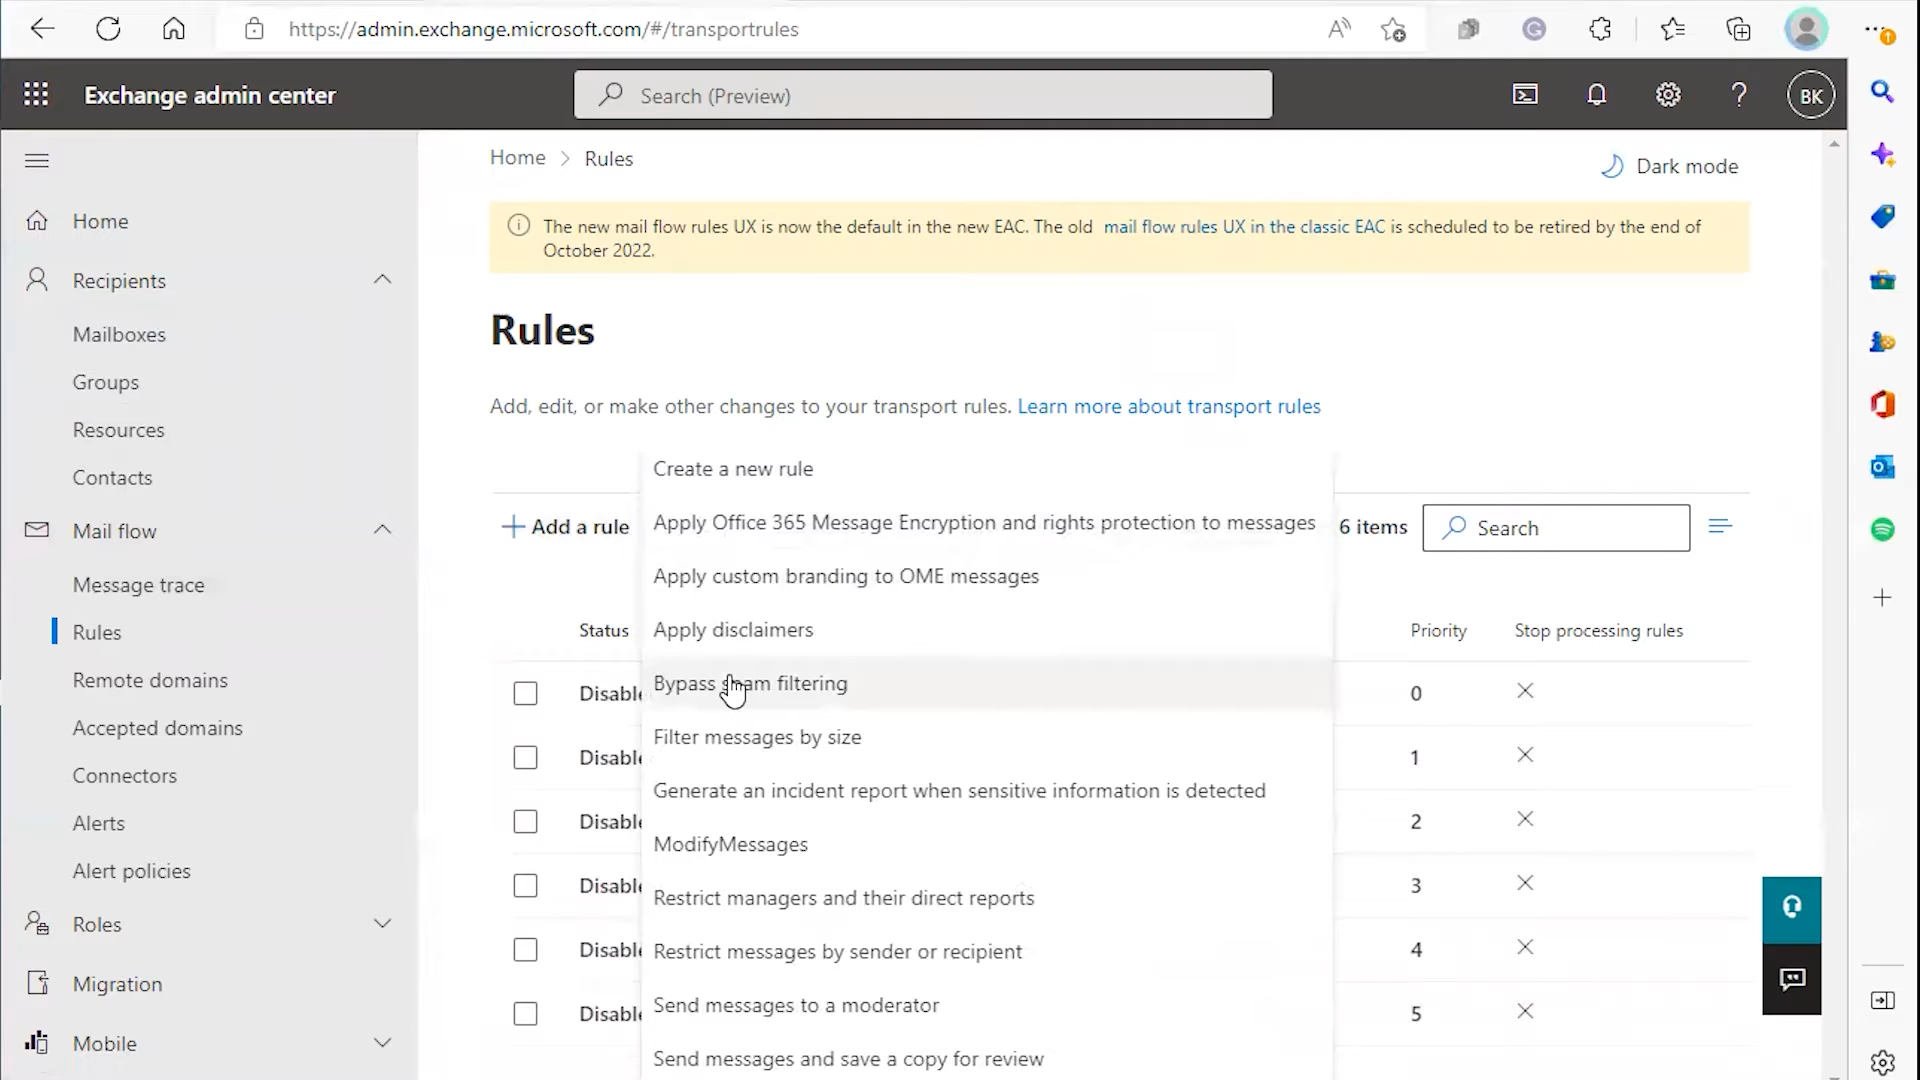 https://admin.exchange.microsoft.com/#/transportrules
Exchange admin center
Search (Preview)
BK
Home > Rules
Dark mode
Home
Recipients
Mailboxes
Groups
Resources
Contacts
Mail flow
Message trace
Rules
Remote domains
Accepted domains
Connectors
Alerts
Alert policies
Roles
Migration
Mobile
The new mail flow rules UX is now the default in the new EAC. The old mail flow rules UX in the classic EAC is scheduled to be retired by the end of
October 2022.
Rules
Add, edit, or make other changes to your transport rules. Learn more about transport rules
Add a rule
6 items
Search
Create a new rule
Apply Office 365 Message Encryption and rights protection to messages
Apply custom branding to OME messages
Apply disclaimers
Bypass spam filtering
Filter messages by size
Generate an incident report when sensitive information is detected
ModifyMessages
Restrict managers and their direct reports
Restrict messages by sender or recipient
Send messages to a moderator
Send messages and save a copy for review
Status Priority Stop processing rules
Disable 0
Disable 1
Disable 2
Disable 3
Disable 4
Disable 5